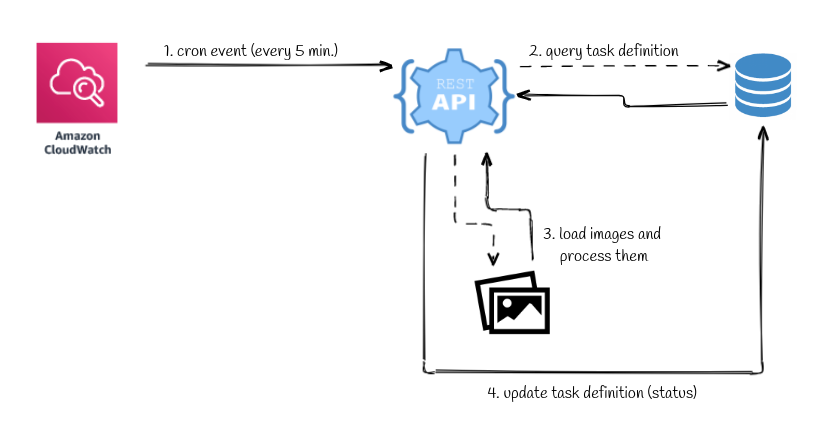 1. cron event (every 5 min.)
2. query task definition
REST
API
Amazon
CloudWatch
3. load images and
process them
4. update task definition (status)